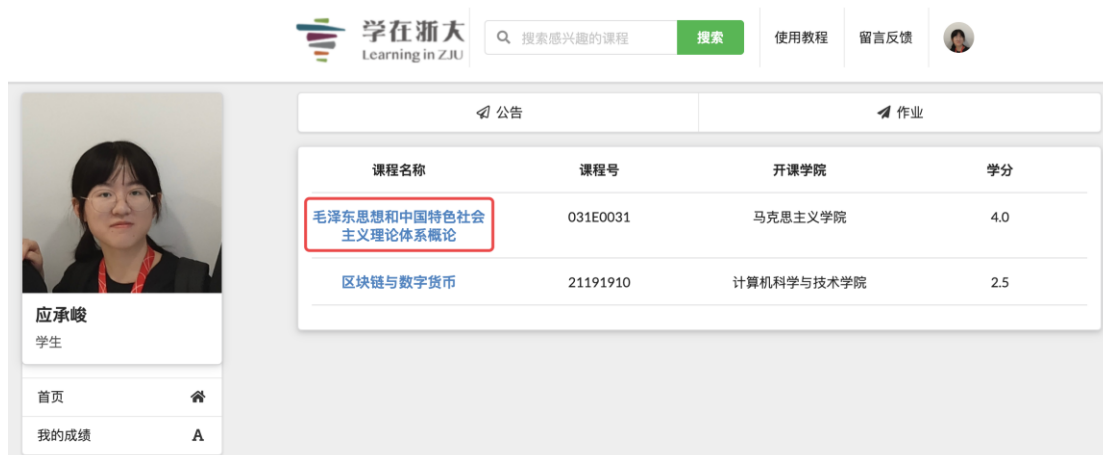 学在浙大
Learning in ZJU
搜索感兴趣的课程
搜索
使用教程
留言反馈
公告
作业
课程名称 课程号 开课学院 学分
毛泽东思想和中国特色社会
主义理论体系概论
031E0031 马克思主义学院 4.0
区块链与数字货币 21191910 计算机科学与技术学院 2.5
应承峻
学生
首页
我的成绩